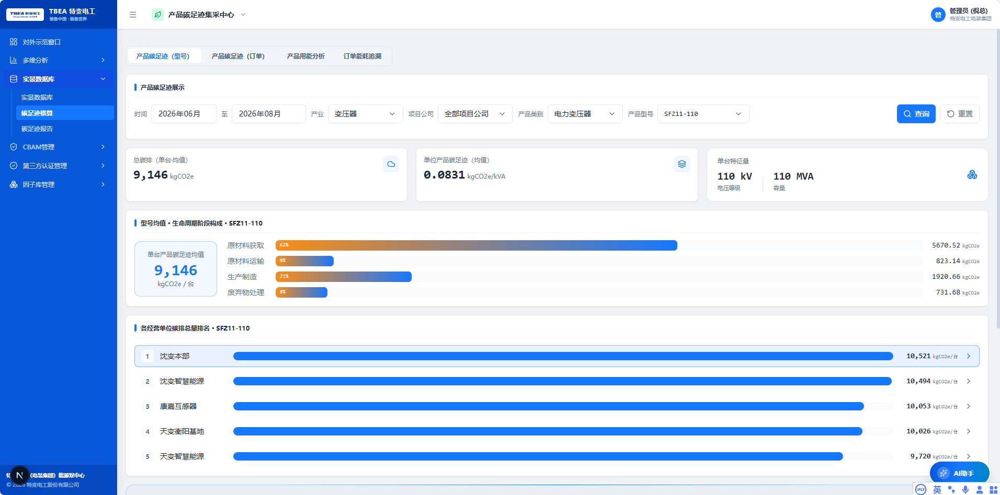 TBEA 特变电工
TBEA 特变电工
装备中国 · 装备世界
产品碳足迹集采中心
管
管理员 (倪总)
特变电工电装集团
对外示范窗口
多维分析
实景数据库
实景数据库
碳足迹核算
碳足迹报告
CBAM管理
第三方认证管理
因子库管理
产品碳足迹（型号）
产品碳足迹（订单）
产品用能分析
订单能耗追溯
产品碳足迹展示
时间 2026年06月 至 2026年08月 产业 变压器 项目公司 全部项目公司 产品类别 电力变压器 产品型号 SFZ11-110 查询 重置
总碳排（单台·均值）
9,146 kgCO2e
单位产品碳足迹（均值）
0.0831 kgCO2e/kVA
单台特征量
110 kV 110 MVA
电压等级 容量
型号均值 • 生命周期阶段构成 • SFZ11-110
单台产品碳足迹均值
9,146
kgCO2e / 台
原材料获取 62% 5670.52 kgCO2e
原材料运输 9% 823.14 kgCO2e
生产制造 21% 1920.66 kgCO2e
废弃物处理 8% 731.68 kgCO2e
各经营单位碳排总量排名 • SFZ11-110
1 沈变本部 10,521 kgCO2e/台
2 沈变智慧能源 10,494 kgCO2e/台
3 康嘉互感器 10,053 kgCO2e/台
4 天变衡阳基地 10,026 kgCO2e/台
5 天变智慧能源 9,720 kgCO2e/台
N
(电装集团) 能源双中心
© 2026 特变电工股份有限公司
AI助手
iFLY 英